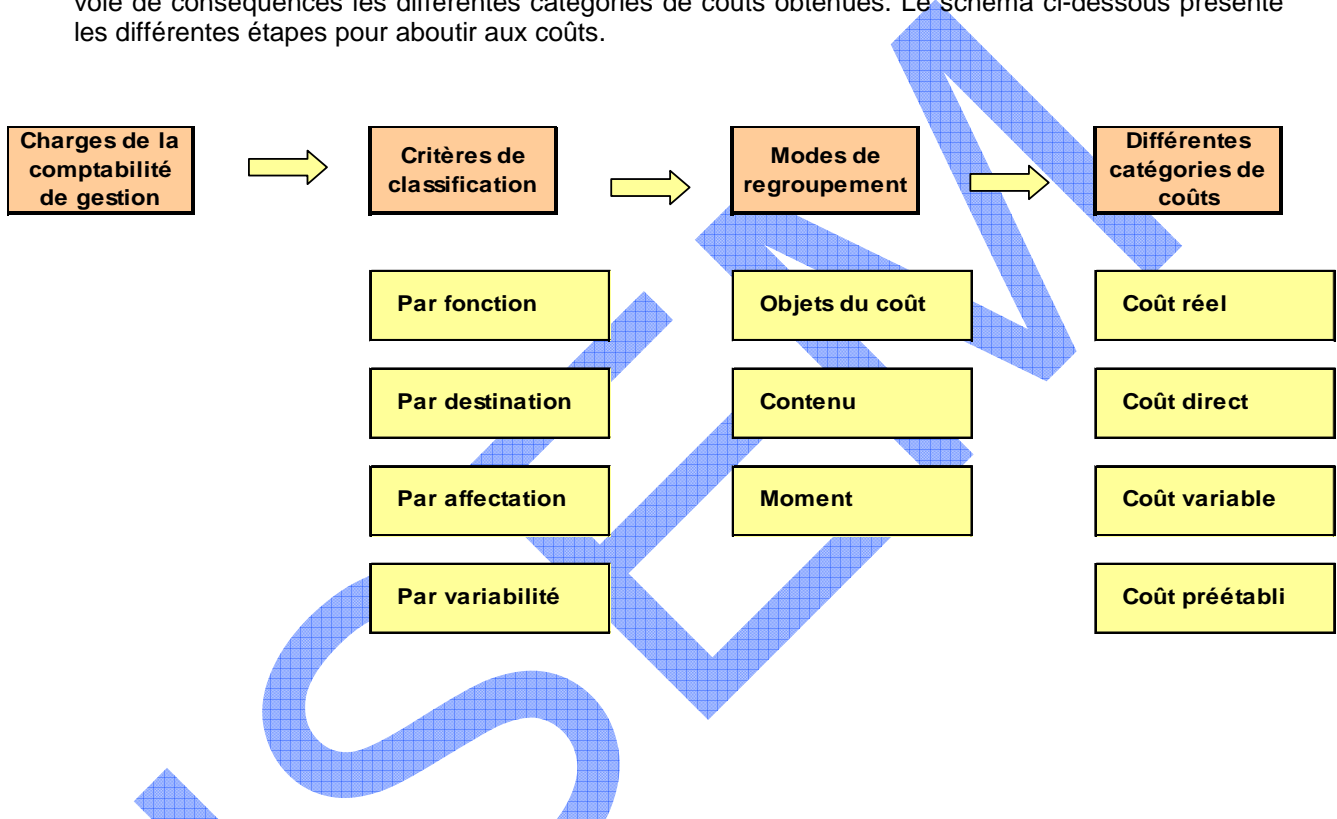 voie de conséquences les différentes catégories de coûts obtenues. Le schéma ci-dessous présente
les différentes étapes pour aboutir aux coûts.
Charges de la
comptabilité
de gestion
Critères de
classification
Modes de
regroupement
Différentes
catégories de
coûts
Par fonction
Objets du coût
Coût réel
Par destination
Contenu
Coût direct
Par affectation
Moment
Coût variable
Par variabilité
Coût préétabli
SEM